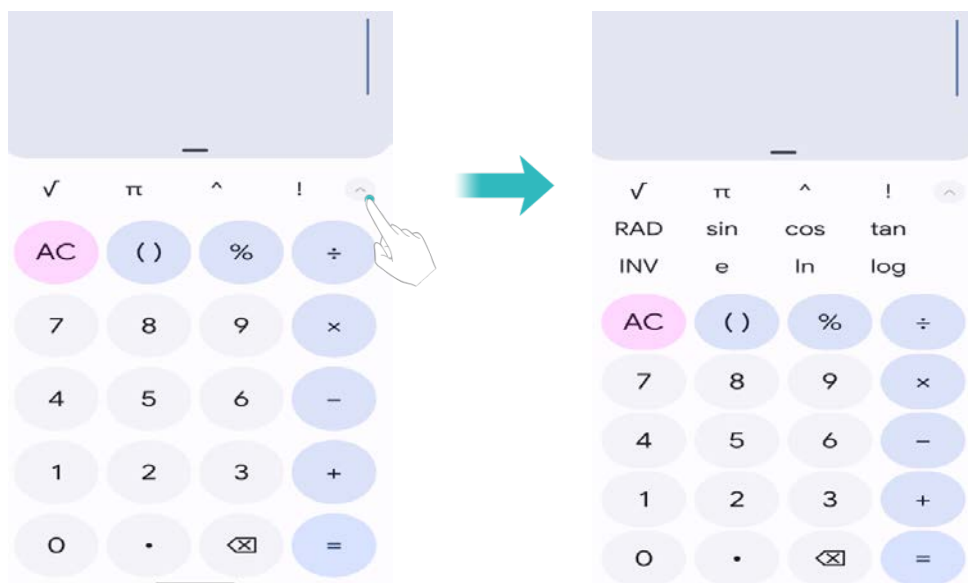 √ π ^ !
AC ( ) % ÷
7 8 9 ×
4 5 6 −
1 2 3 +
0 . =
√ π ^ !
RAD sin cos tan
INV e ln log
AC ( ) % ÷
7 8 9 ×
4 5 6 −
1 2 3 +
0 . =